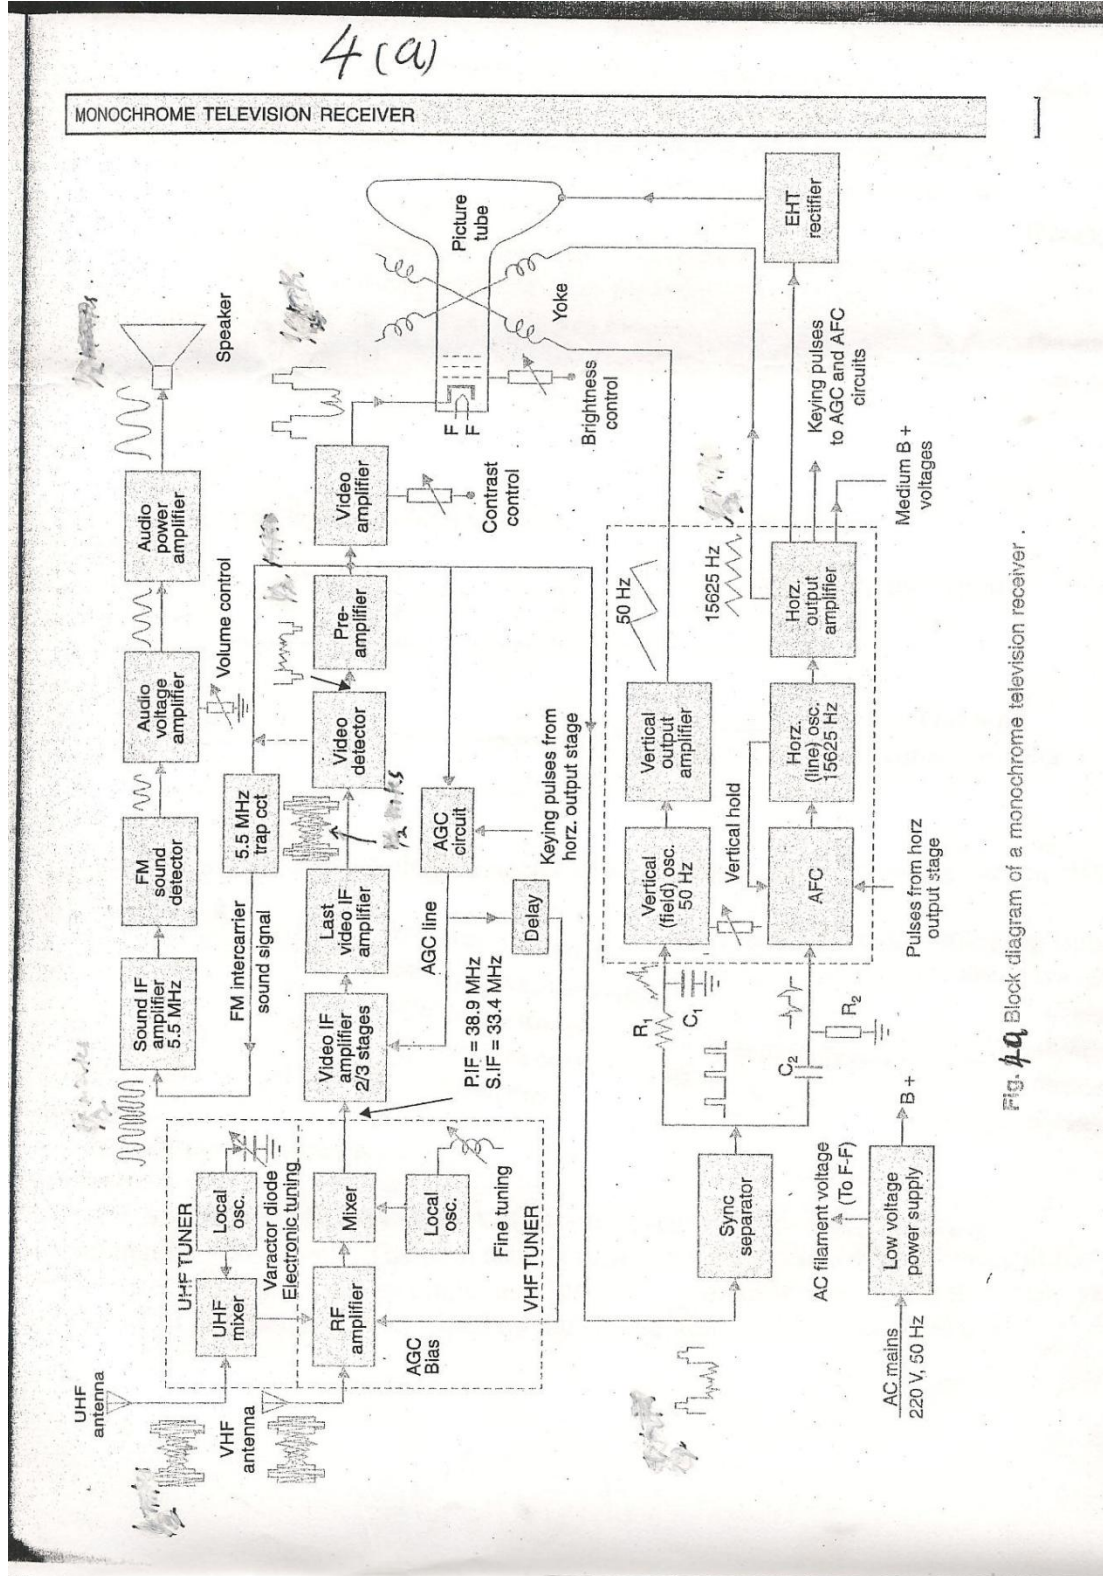 4(a)
MONOCHROME TELEVISION RECEIVER
UHF
antenna
VHF
antenna
UHF TUNER
UHF
mixer
Local
osc.
Varactor diode
Electronic tuning
RF
amplifier
Mixer
Local
osc.
Fine tuning
AGC
Bias
VHF TUNER
Sound IF
amplifier
5.5 MHz
FM
sound
detector
Audio
voltage
amplifier
Volume control
Audio
power
amplifier
Speaker
FM intercarrier
sound signal
5.5 MHz
trap cct
Video IF
amplifier
2/3 stages
Last
video IF
amplifier
Video
detector
Pre-
amplifier
Video
amplifier
Contrast
control
P.IF = 38.9 MHz
S.IF = 33.4 MHz
AGC line
AGC
circuit
Delay
Keying pulses from
horz. output stage
Picture
tube
F
F
Yoke
Brightness
control
Sync
separator
R1
C1
C2
R2
Vertical
(field) osc.
50 Hz
Vertical
output
amplifier
50 Hz
Vertical hold
AFC
Horz.
(line) osc.
15625 Hz
Horz.
output
amplifier
15625 Hz
Pulses from horz
output stage
EHT
rectifier
Keying pulses
to AGC and AFC
circuits
Medium B +
voltages
AC filament voltage
(To F-F)
AC mains
220 V, 50 Hz
Low voltage
power supply
B +
Fig. 4a Block diagram of a monochrome television receiver.